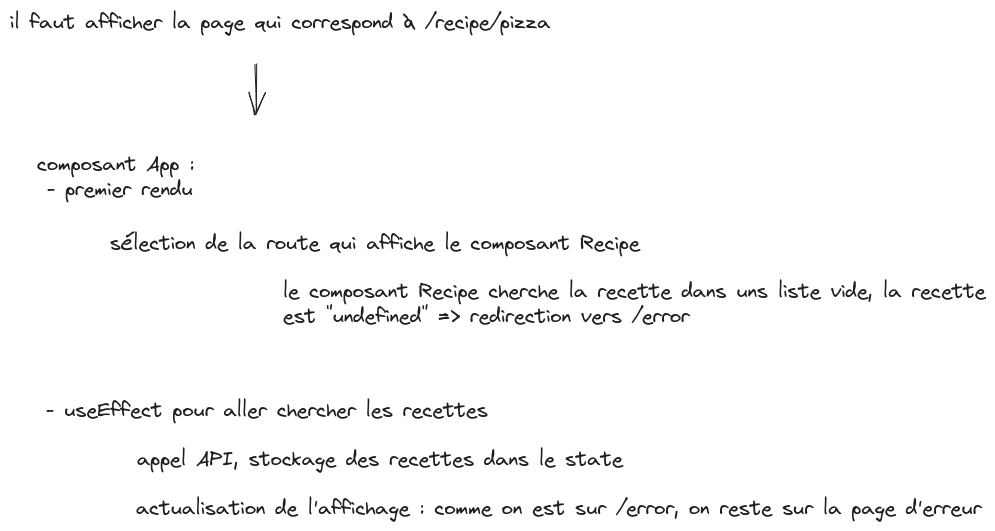 il faut afficher la page qui correspond à /recipe/pizza
composant App :
- premier rendu
sélection de la route qui affiche le composant Recipe
le composant Recipe cherche la recette dans uns liste vide, la recette
est "undefined" => redirection vers /error
- useEffect pour aller chercher les recettes
appel API, stockage des recettes dans le state
actualisation de l'affichage : comme on est sur /error, on reste sur la page d'erreur